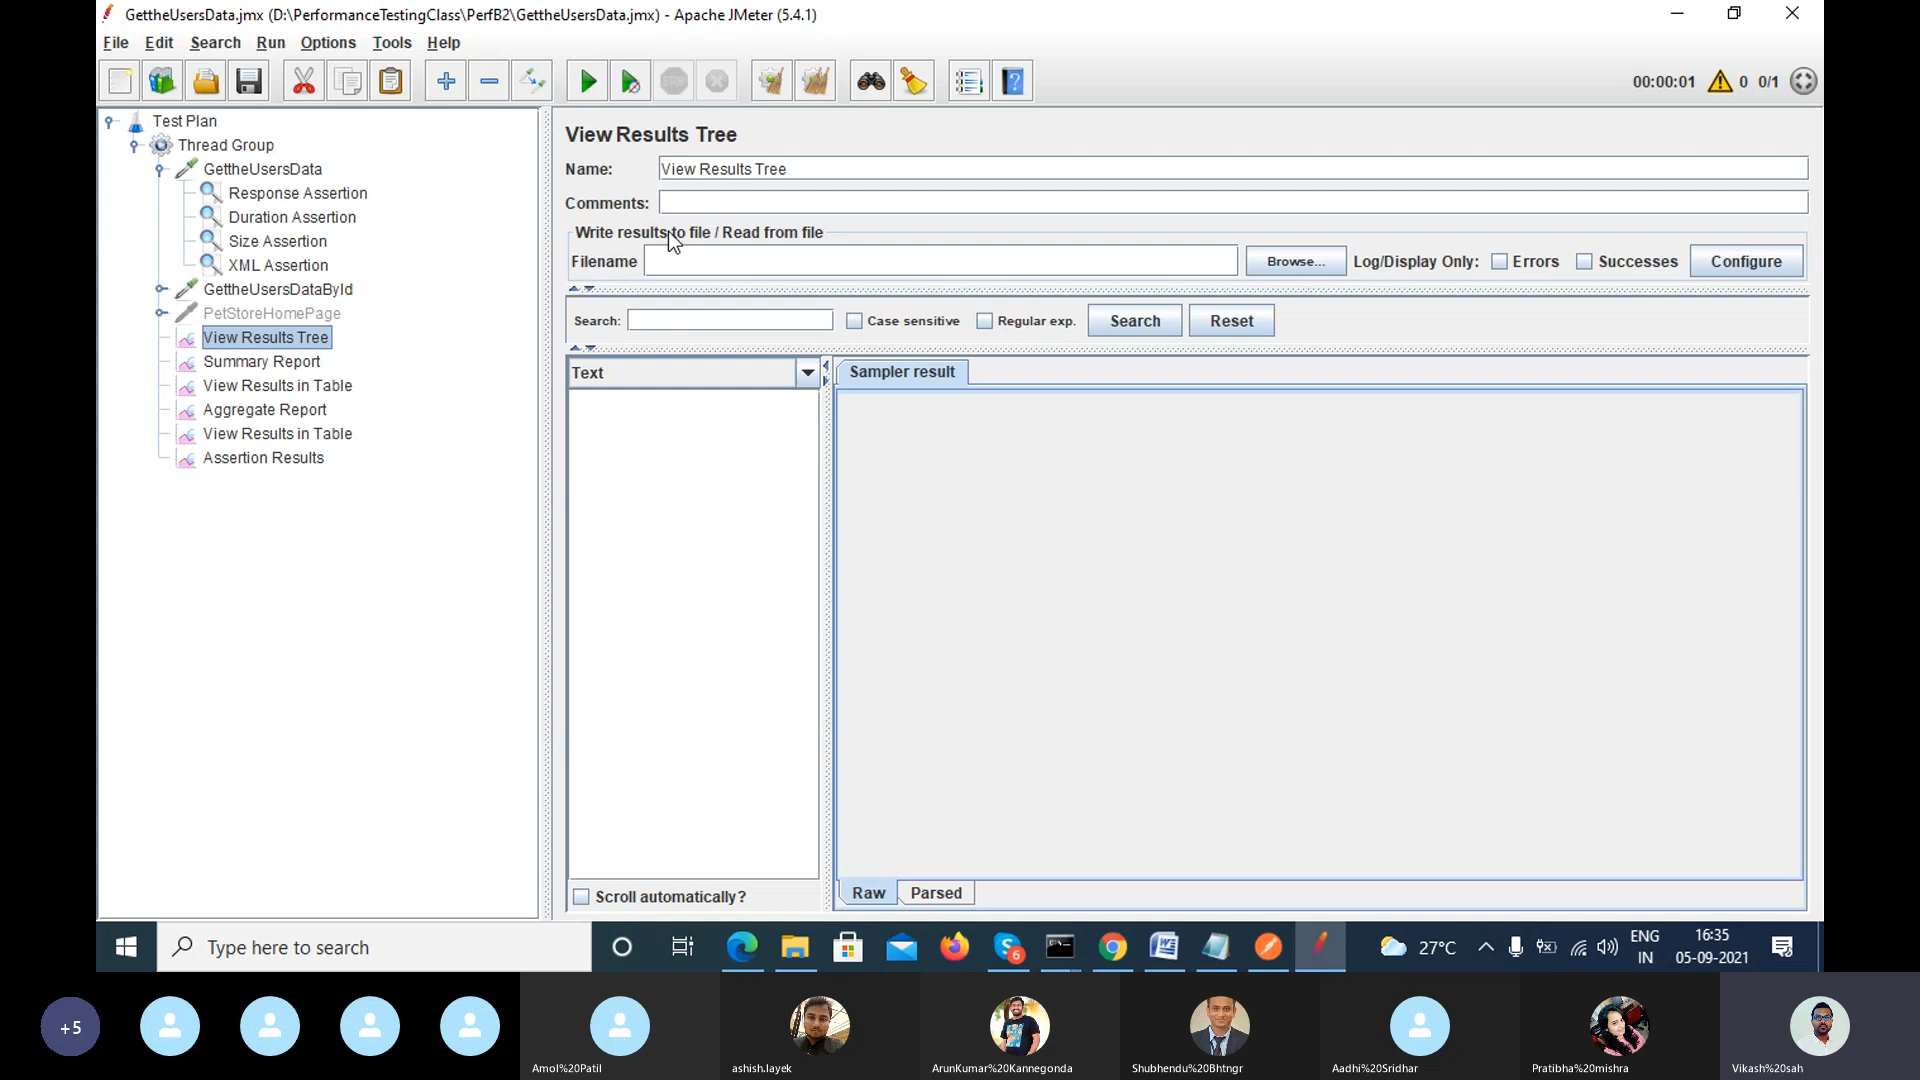 GettheUsersData.jmx (D:\PerformanceTestingClass\PerfB2\GettheUsersData.jmx) - Apache JMeter (5.4.1)
File Edit Search Run Options Tools Help
STOP
?
00:00:01 0 0/1
Test Plan
Thread Group
GettheUsersData
Response Assertion
Duration Assertion
Size Assertion
XML Assertion
GettheUsersDataById
PetStoreHomePage
View Results Tree
Summary Report
View Results in Table
Aggregate Report
View Results in Table
Assertion Results
View Results Tree
Name: View Results Tree
Comments:
Write results to file / Read from file
Filename Browse... Log/Display Only: Errors Successes Configure
Search: Case sensitive Regular exp. Search Reset
Text
Sampler result
Scroll automatically?
Raw Parsed
Type here to search
6
27°C
ENG
IN
16:35
05-09-2021
+5
Amol%20Patil
ashish.layek
ArunKumar%20Kannegonda
Shubhendu%20Bhtngr
Aadhi%20Sridhar
Pratibha%20mishra
Vikash%20sah